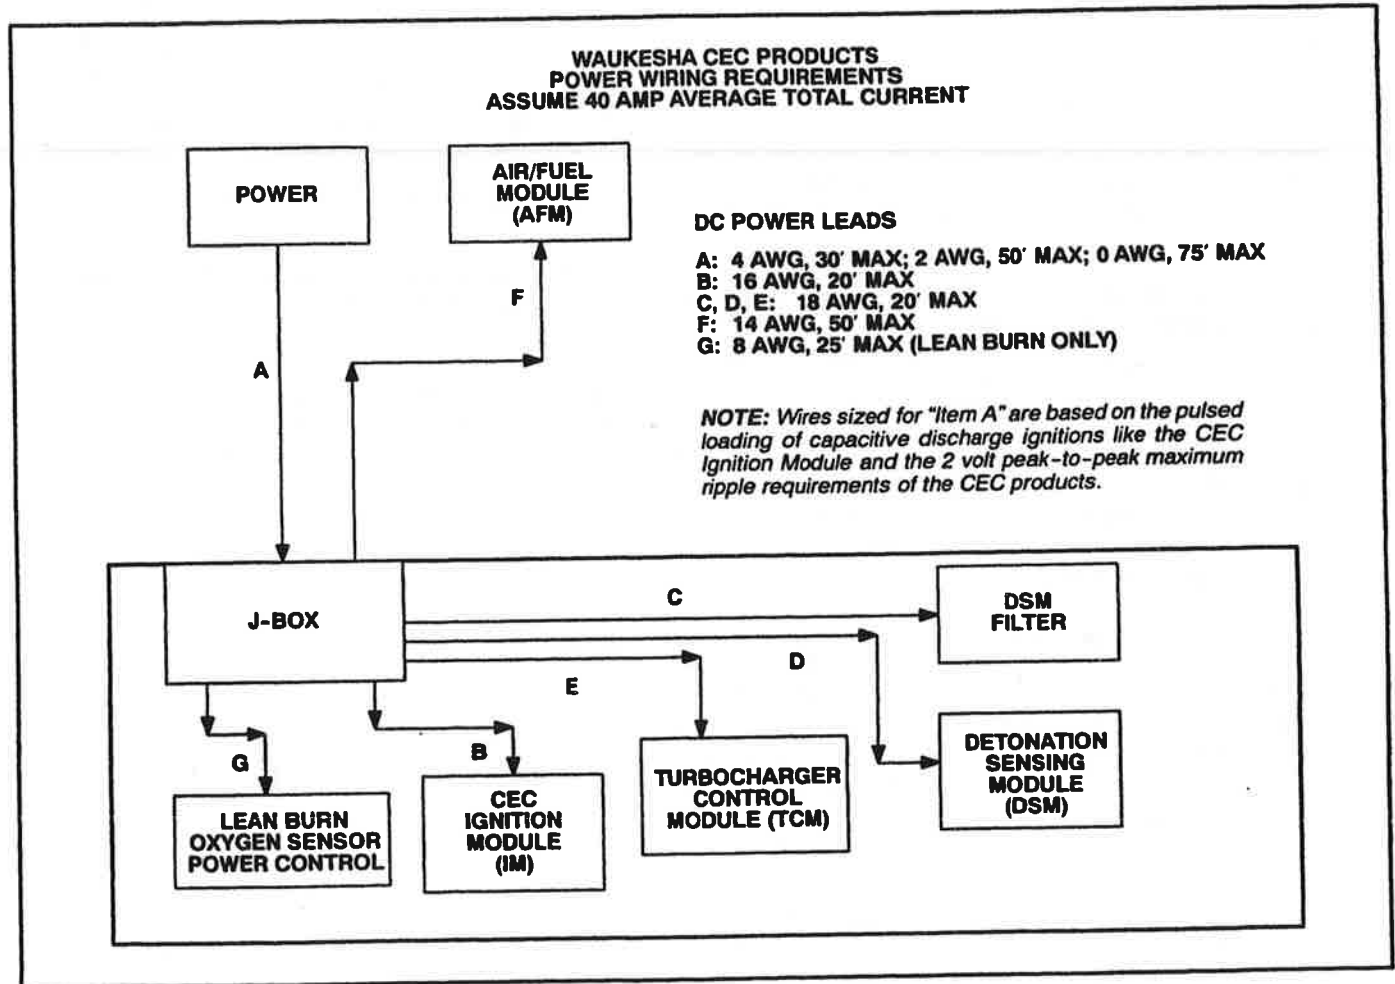 WAUKESHA CEC PRODUCTS
POWER WIRING REQUIREMENTS
ASSUME 40 AMP AVERAGE TOTAL CURRENT
POWER
AIR/FUEL
MODULE
(AFM)
DC POWER LEADS
A: 4 AWG, 30' MAX; 2 AWG, 50' MAX; 0 AWG, 75' MAX
B: 16 AWG, 20' MAX
C, D, E: 18 AWG, 20' MAX
F: 14 AWG, 50' MAX
G: 8 AWG, 25' MAX (LEAN BURN ONLY)
F
A
NOTE: Wires sized for "Item A" are based on the pulsed
loading of capacitive discharge ignitions like the CEC
Ignition Module and the 2 volt peak-to-peak maximum
ripple requirements of the CEC products.
J-BOX
C
DSM
FILTER
D
E
G
B
LEAN BURN
OXYGEN SENSOR
POWER CONTROL
CEC
IGNITION
MODULE
(IM)
TURBOCHARGER
CONTROL
MODULE (TCM)
DETONATION
SENSING
MODULE
(DSM)